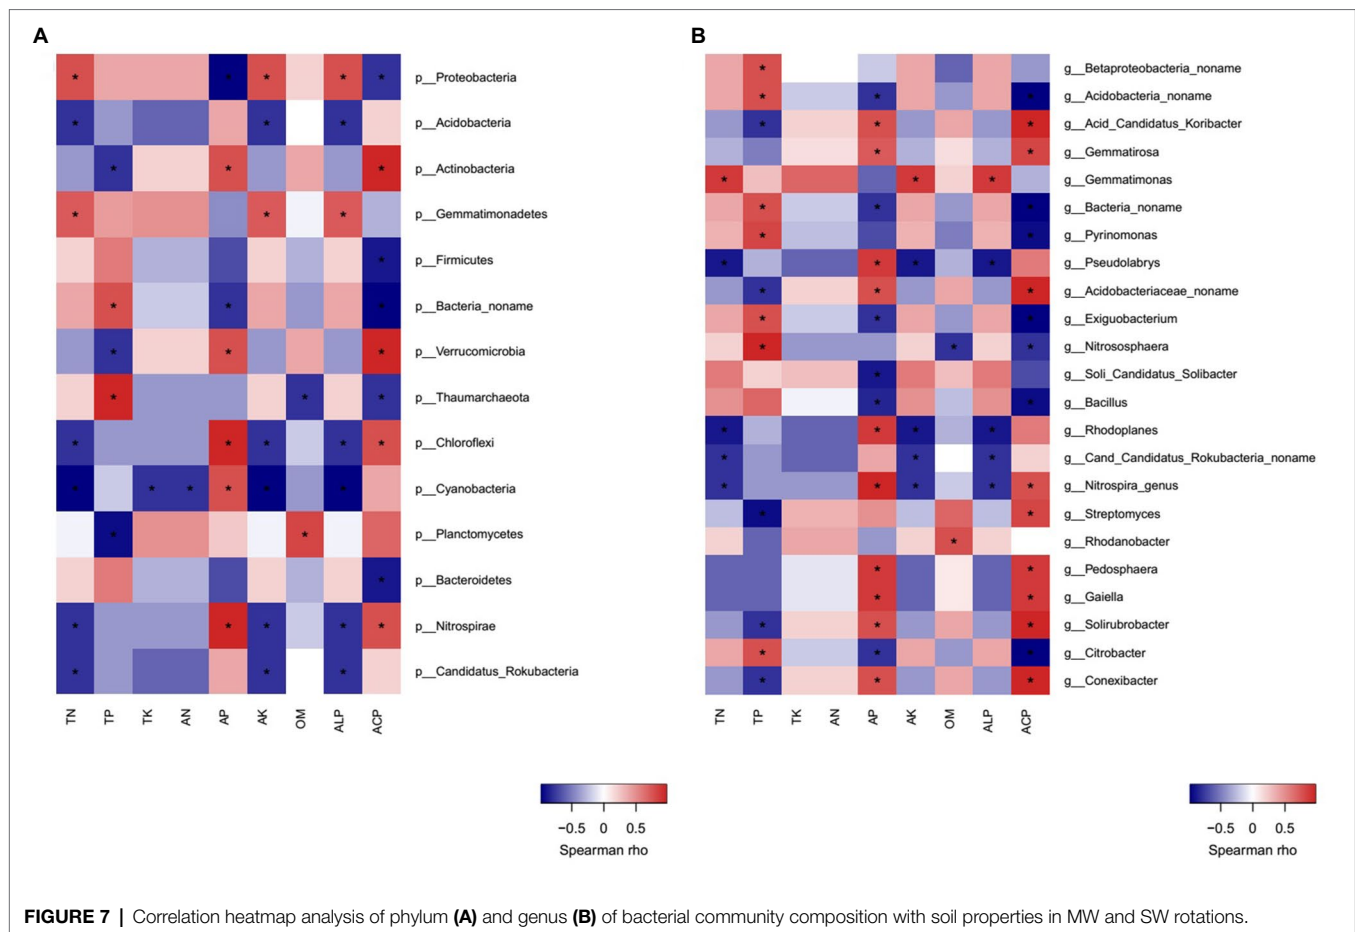 A
B
p__Proteobacteria
p__Acidobacteria
p__Actinobacteria
p__Gemmatimonadetes
p__Firmicutes
p__Bacteria_noname
p__Verrucomicrobia
p__Thaumarchaeota
p__Chloroflexi
p__Cyanobacteria
p__Planctomycetes
p__Bacteroidetes
p__Nitrospirae
p__Candidatus_Rokubacteria
TN TP TK AN AP AK OM ALP ACP
−0.5 0 0.5
Spearman rho
g__Betaproteobacteria_noname
g__Acidobacteria_noname
g__Acid_Candidatus_Koribacter
g__Gemmatirosa
g__Gemmatimonas
g__Bacteria_noname
g__Pyrinomonas
g__Pseudolabrys
g__Acidobacteriaceae_noname
g__Exiguobacterium
g__Nitrososphaera
g__Soli_Candidatus_Solibacter
g__Bacillus
g__Rhodoplanes
g__Cand_Candidatus_Rokubacteria_noname
g__Nitrospira_genus
g__Streptomyces
g__Rhodanobacter
g__Pedosphaera
g__Gaiella
g__Solirubrobacter
g__Citrobacter
g__Conexibacter
TN TP TK AN AP AK OM ALP ACP
−0.5 0 0.5
Spearman rho
FIGURE 7 | Correlation heatmap analysis of phylum (A) and genus (B) of bacterial community composition with soil properties in MW and SW rotations.